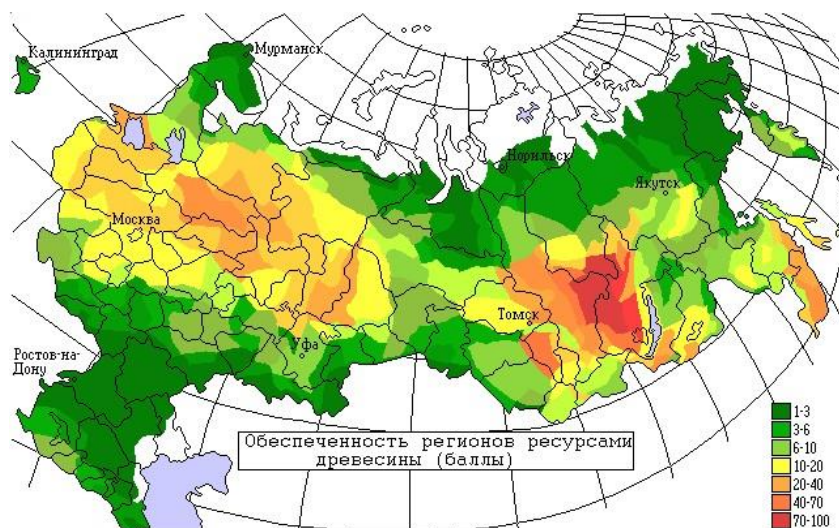 Калининград
Мурманск
Норильск
Якутск
Москва
Томск
Уфа
Ростов-на-
Дону
Обеспеченность регионов ресурсами
древесины (баллы)
1-3
3-6
6-10
10-20
20-40
40-70
70-100